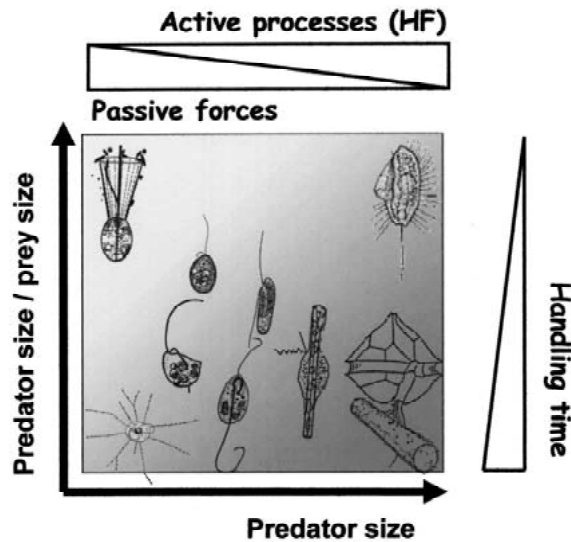 Active processes (HF)
Passive forces
Predator size / prey size
Handling time
Predator size